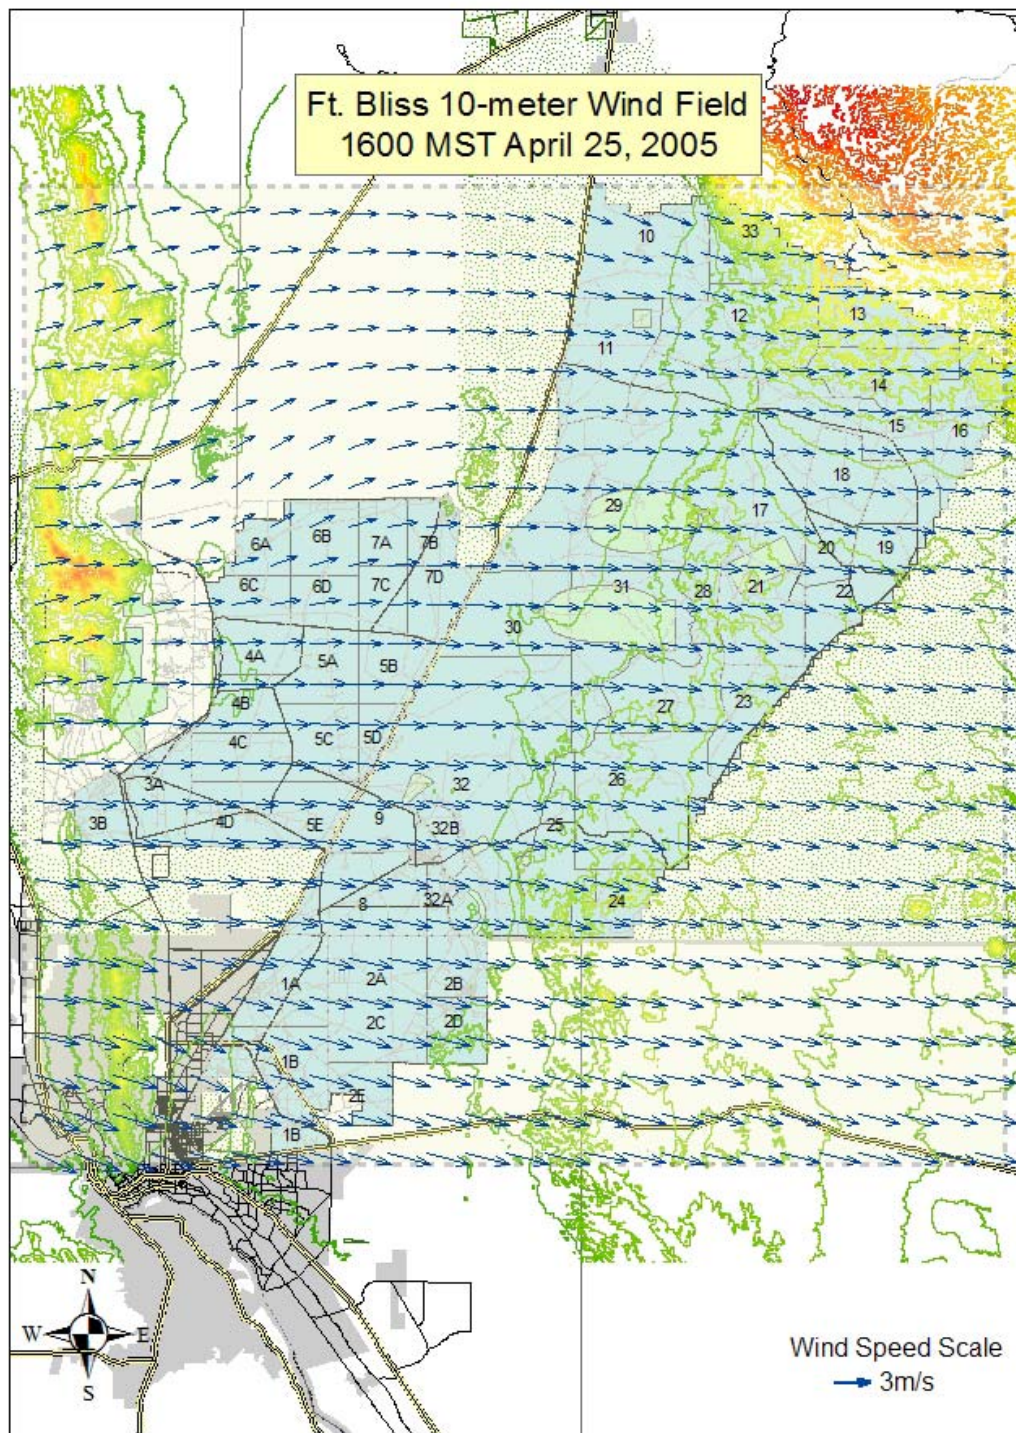 Ft. Bliss 10-meter Wind Field
1600 MST April 25, 2005
10
33
12
13
11
14
15
16
18
29
17
6A
6B
7A
7B
20
19
6C
6D
7C
7D
31
28
21
22
30
4A
5A
5B
4B
27
23
4C
5C
5D
3A
32
26
3B
4D
5E
9
32B
25
8
32A
24
1A
2A
2B
2C
2D
1B
2E
1B
N
W E
S
Wind Speed Scale
3m/s